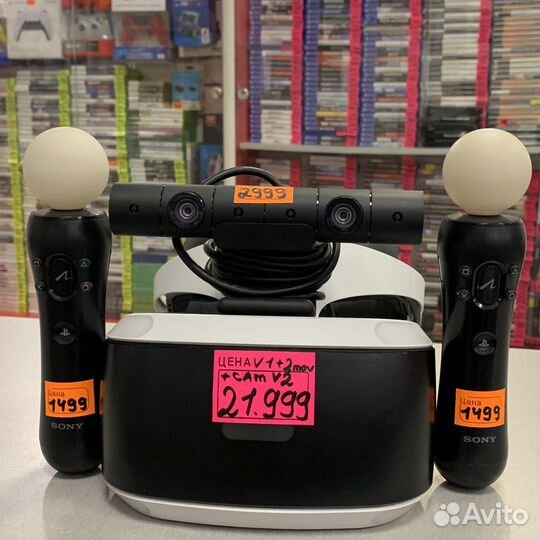 2999
ЦЕНА V1+2mov
+CAM V2
21.999
Цена
1499
SONY
Цена
1499
SONY
Avito